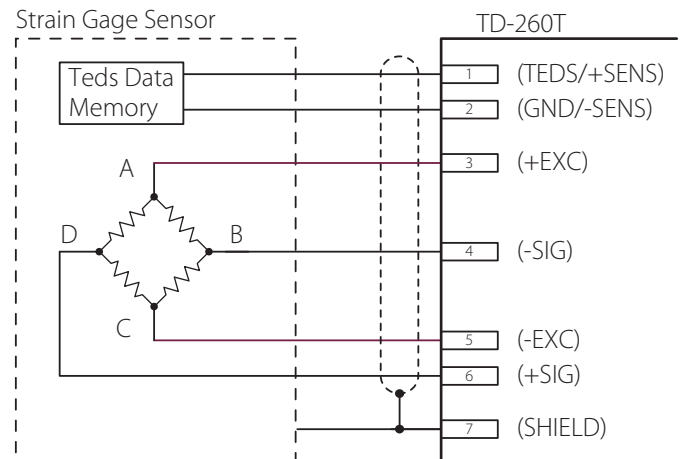 Strain Gage Sensor
TD-260T
Teds Data
Memory
1 (TEDS/+SENS)
2 (GND/-SENS)
3 (+EXC)
A
D
B
4 (-SIG)
C
5 (-EXC)
6 (+SIG)
7 (SHIELD)